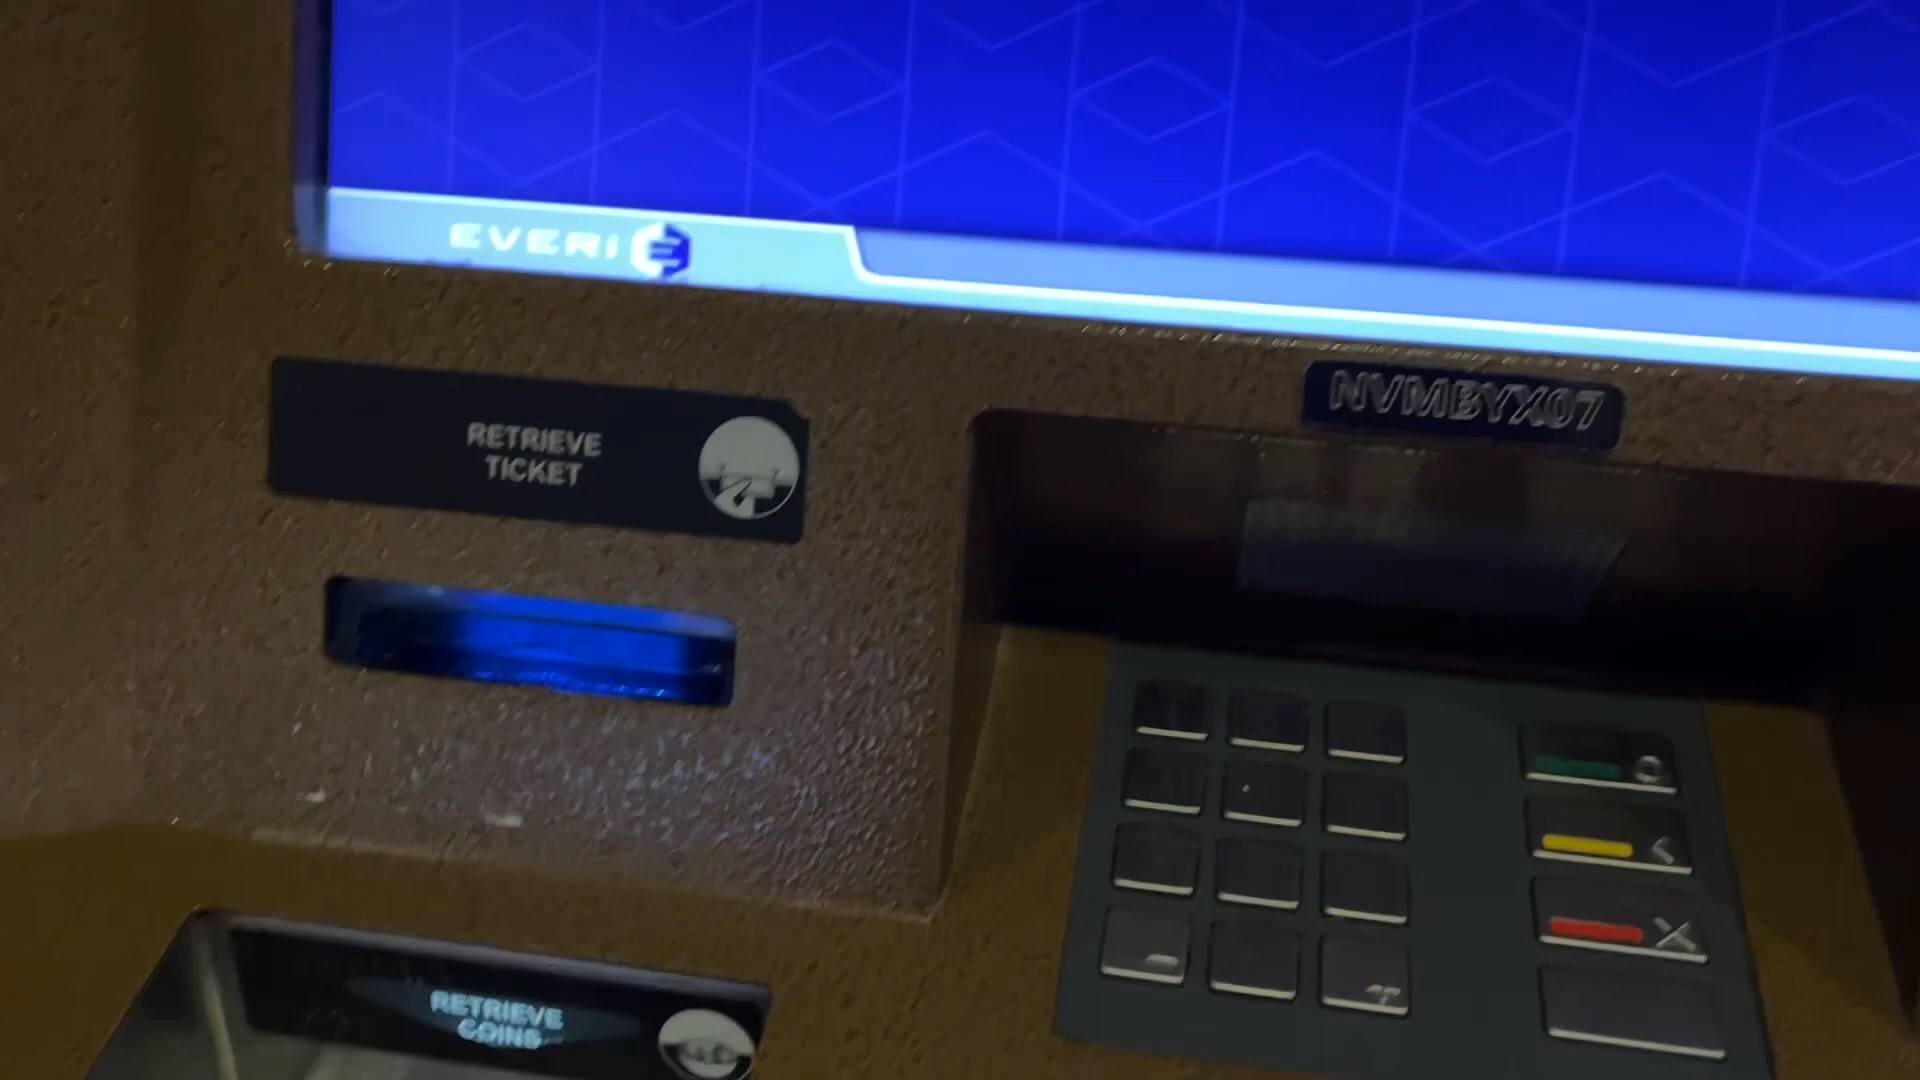 EVERI
NVMBYX07
RETRIEVE
TICKET
RETRIEVE
COINS